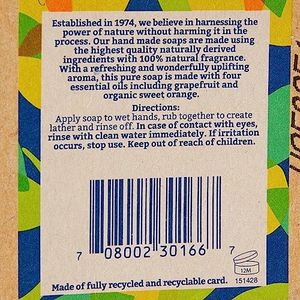 Established in 1974, we believe in harnessing the
power of nature without harming it in the
process. Our hand made soaps are made using
the highest quality naturally derived
ingredients with 100% natural fragrance.
With a refreshing and wonderfully uplifting
aroma, this pure soap is made with four
essential oils including grapefruit and
organic sweet orange.
Directions:
Apply soap to wet hands, rub together to create
lather and rinse off. In case of contact with eyes,
rinse with clean water immediately. If irritation
occurs, stop use. Keep out of reach of children.
7 08002 30166 7
12M
Made of fully recycled and recyclable card. 151428